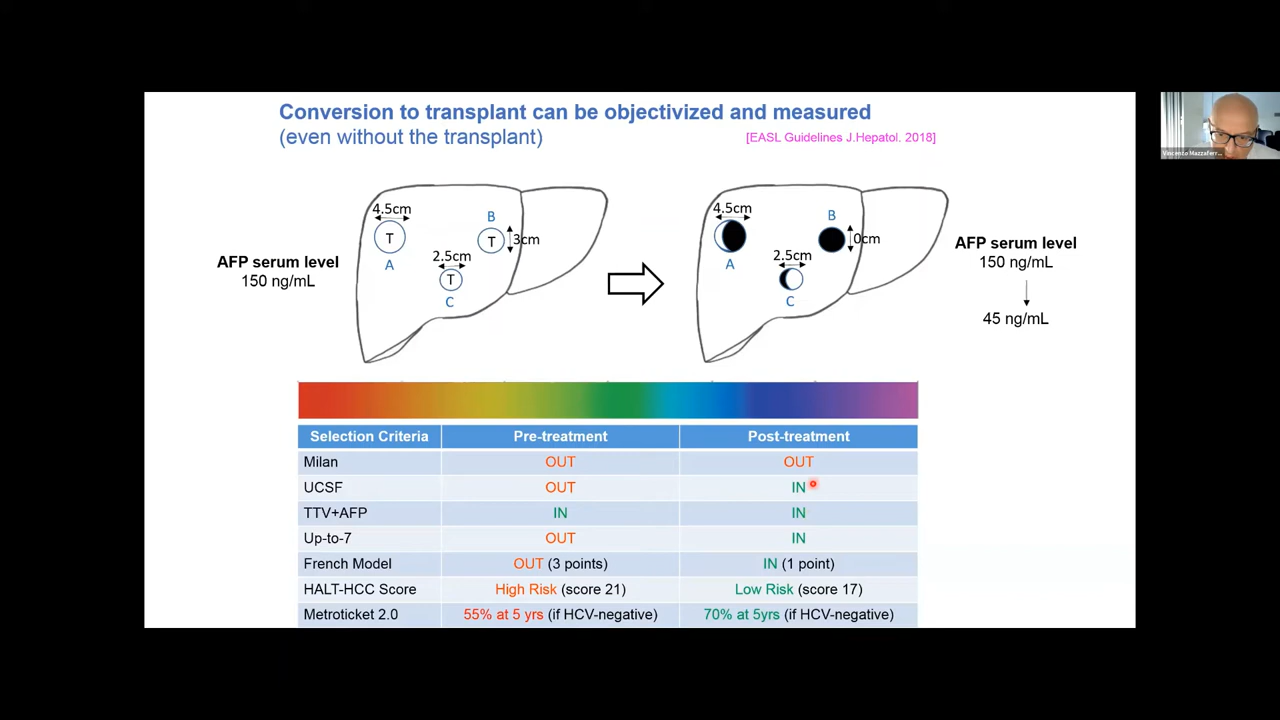 Conversion to transplant can be objectivized and measured
(even without the transplant)
[EASL Guidelines J.Hepatol. 2018]
Vincenzo Mazzaferr...
4.5cm
T
A
B
T
3cm
2.5cm
T
C
AFP serum level
150 ng/mL
4.5cm
A
B
0cm
2.5cm
C
AFP serum level
150 ng/mL
45 ng/mL
Selection Criteria Pre-treatment Post-treatment
Milan OUT OUT
UCSF OUT IN
TTV+AFP IN IN
Up-to-7 OUT IN
French Model OUT (3 points) IN (1 point)
HALT-HCC Score High Risk (score 21) Low Risk (score 17)
Metroticket 2.0 55% at 5 yrs (if HCV-negative) 70% at 5yrs (if HCV-negative)